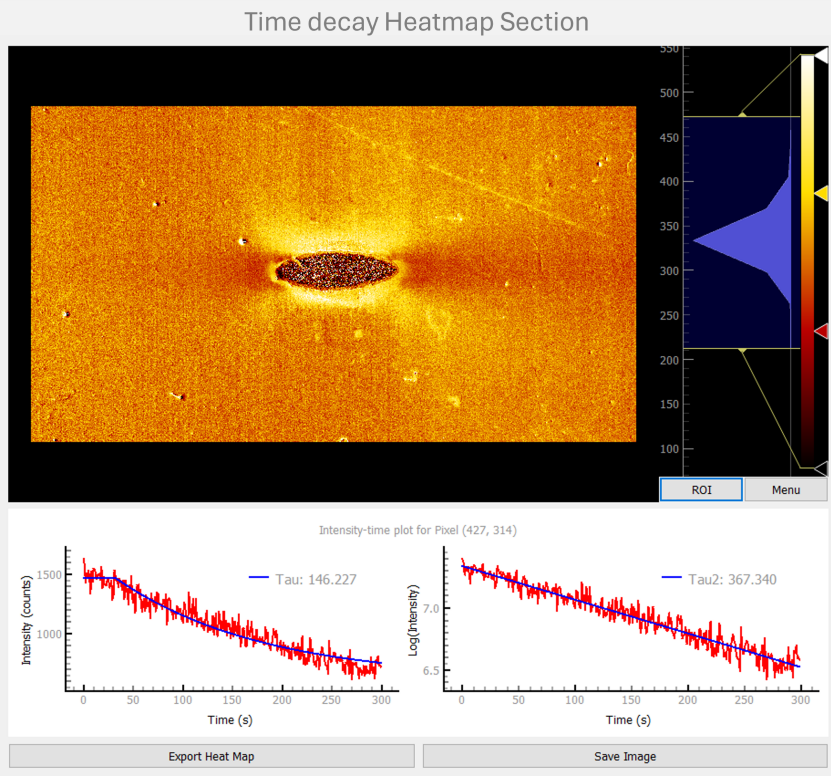 Time decay Heatmap Section
550
500
450
400
350
300
250
200
150
100
ROI Menu
Intensity-time plot for Pixel (427, 314)
Intensity (counts)
1500
1000
Tau: 146.227
0 50 100 150 200 250 300
Time (s)
Log(Intensity)
7.0
6.5
Tau2: 367.340
0 50 100 150 200 250 300
Time (s)
Export Heat Map
Save Image